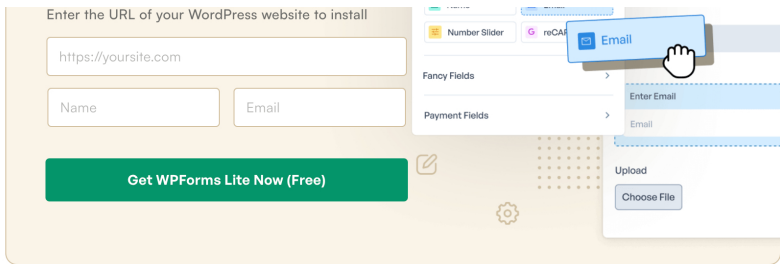 Enter the URL of your WordPress website to install
https://yoursite.com
Name
Email
Get WPForms Lite Now (Free)
Number Slider
Email
Fancy Fields
Payment Fields
Enter Email
Email
Upload
Choose File